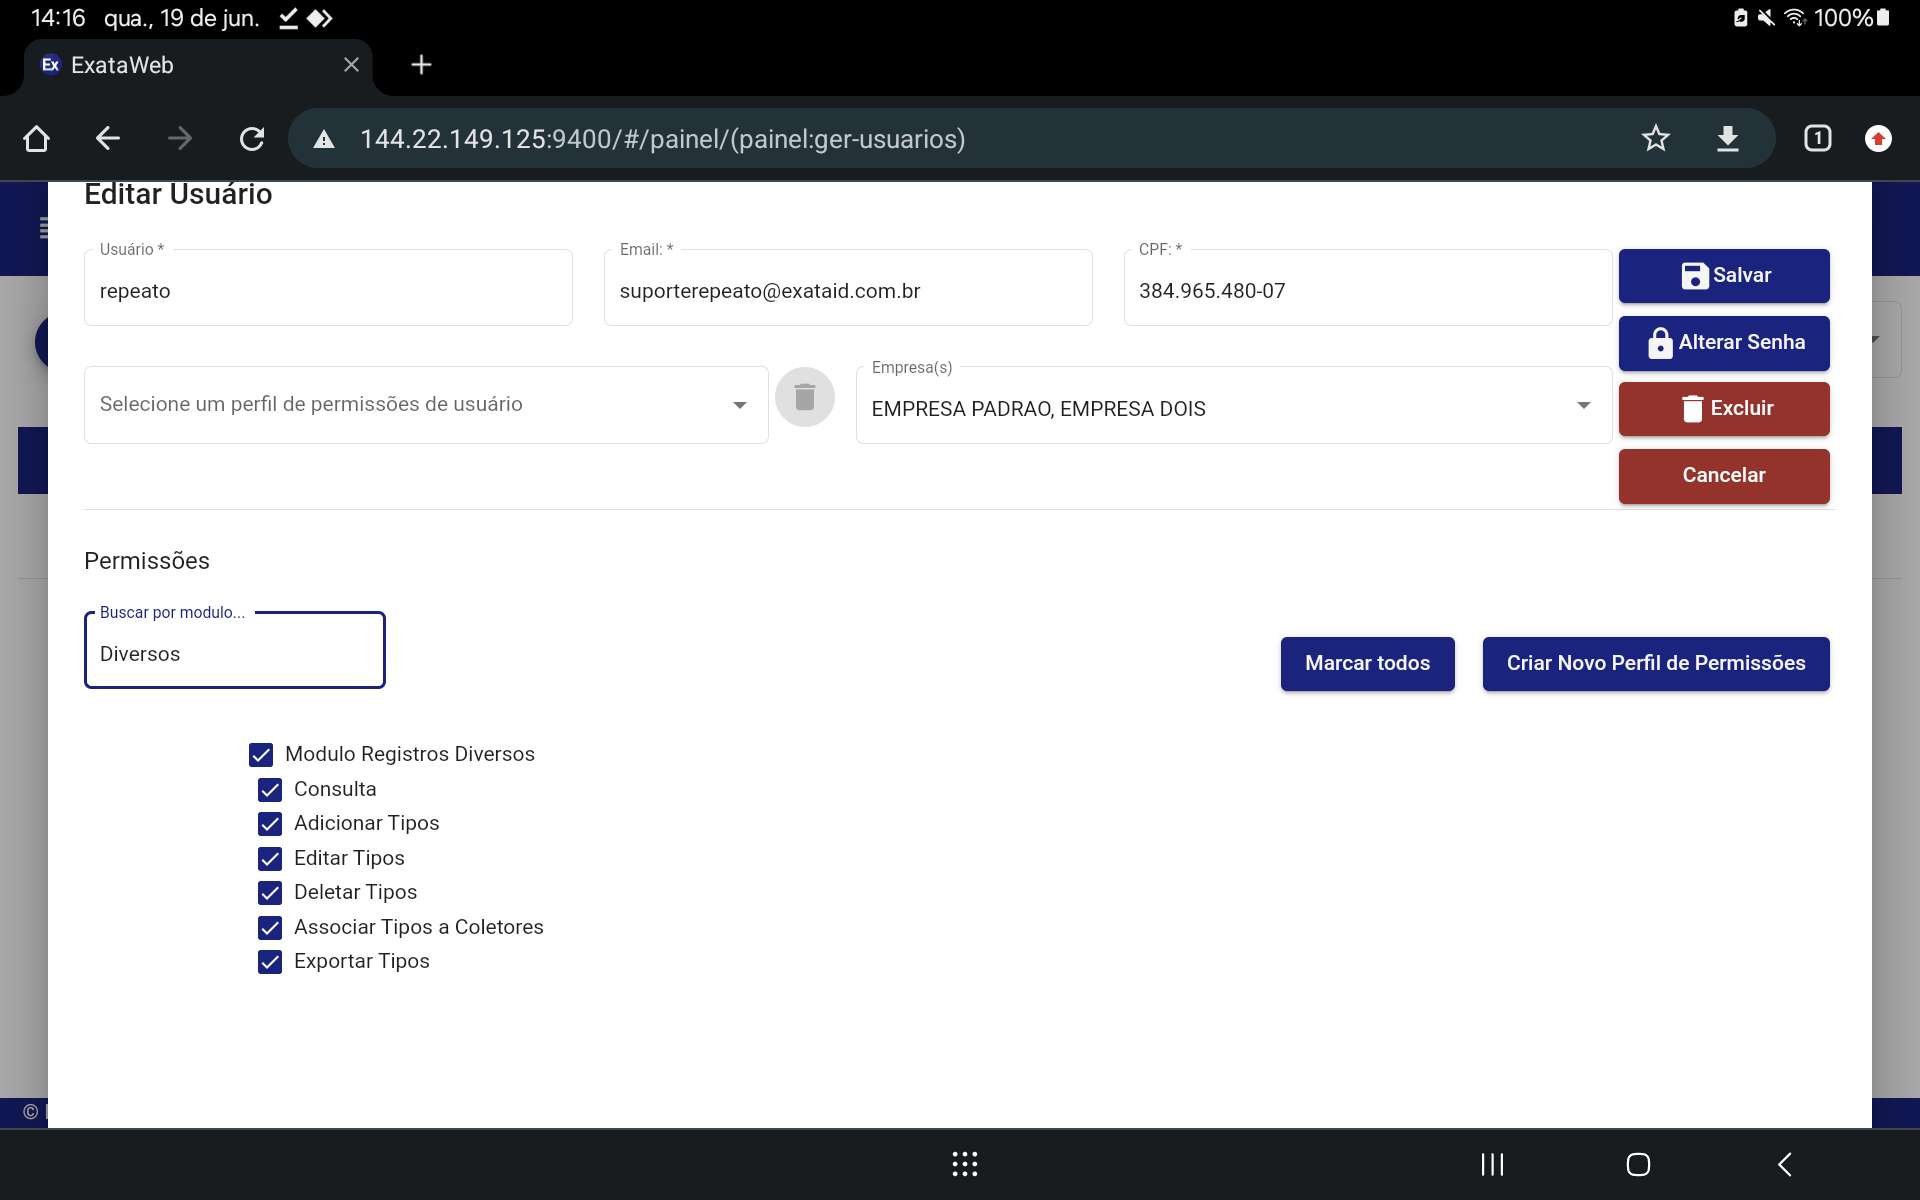 14:16 qua., 19 de jun. 100%
Ex ExataWeb
144.22.149.125:9400/#/painel/(painel:ger-usuarios) 1
Editar Usuário
Usuário * Email: * CPF: *
repeato suporterepeato@exataid.com.br 384.965.480-07
Salvar
Alterar Senha
Empresa(s)
Selecione um perfil de permissões de usuário EMPRESA PADRAO, EMPRESA DOIS
Excluir
Cancelar
Permissões
Buscar por modulo...
Diversos
Marcar todos Criar Novo Perfil de Permissões
Modulo Registros Diversos
Consulta
Adicionar Tipos
Editar Tipos
Deletar Tipos
Associar Tipos a Coletores
Exportar Tipos
©